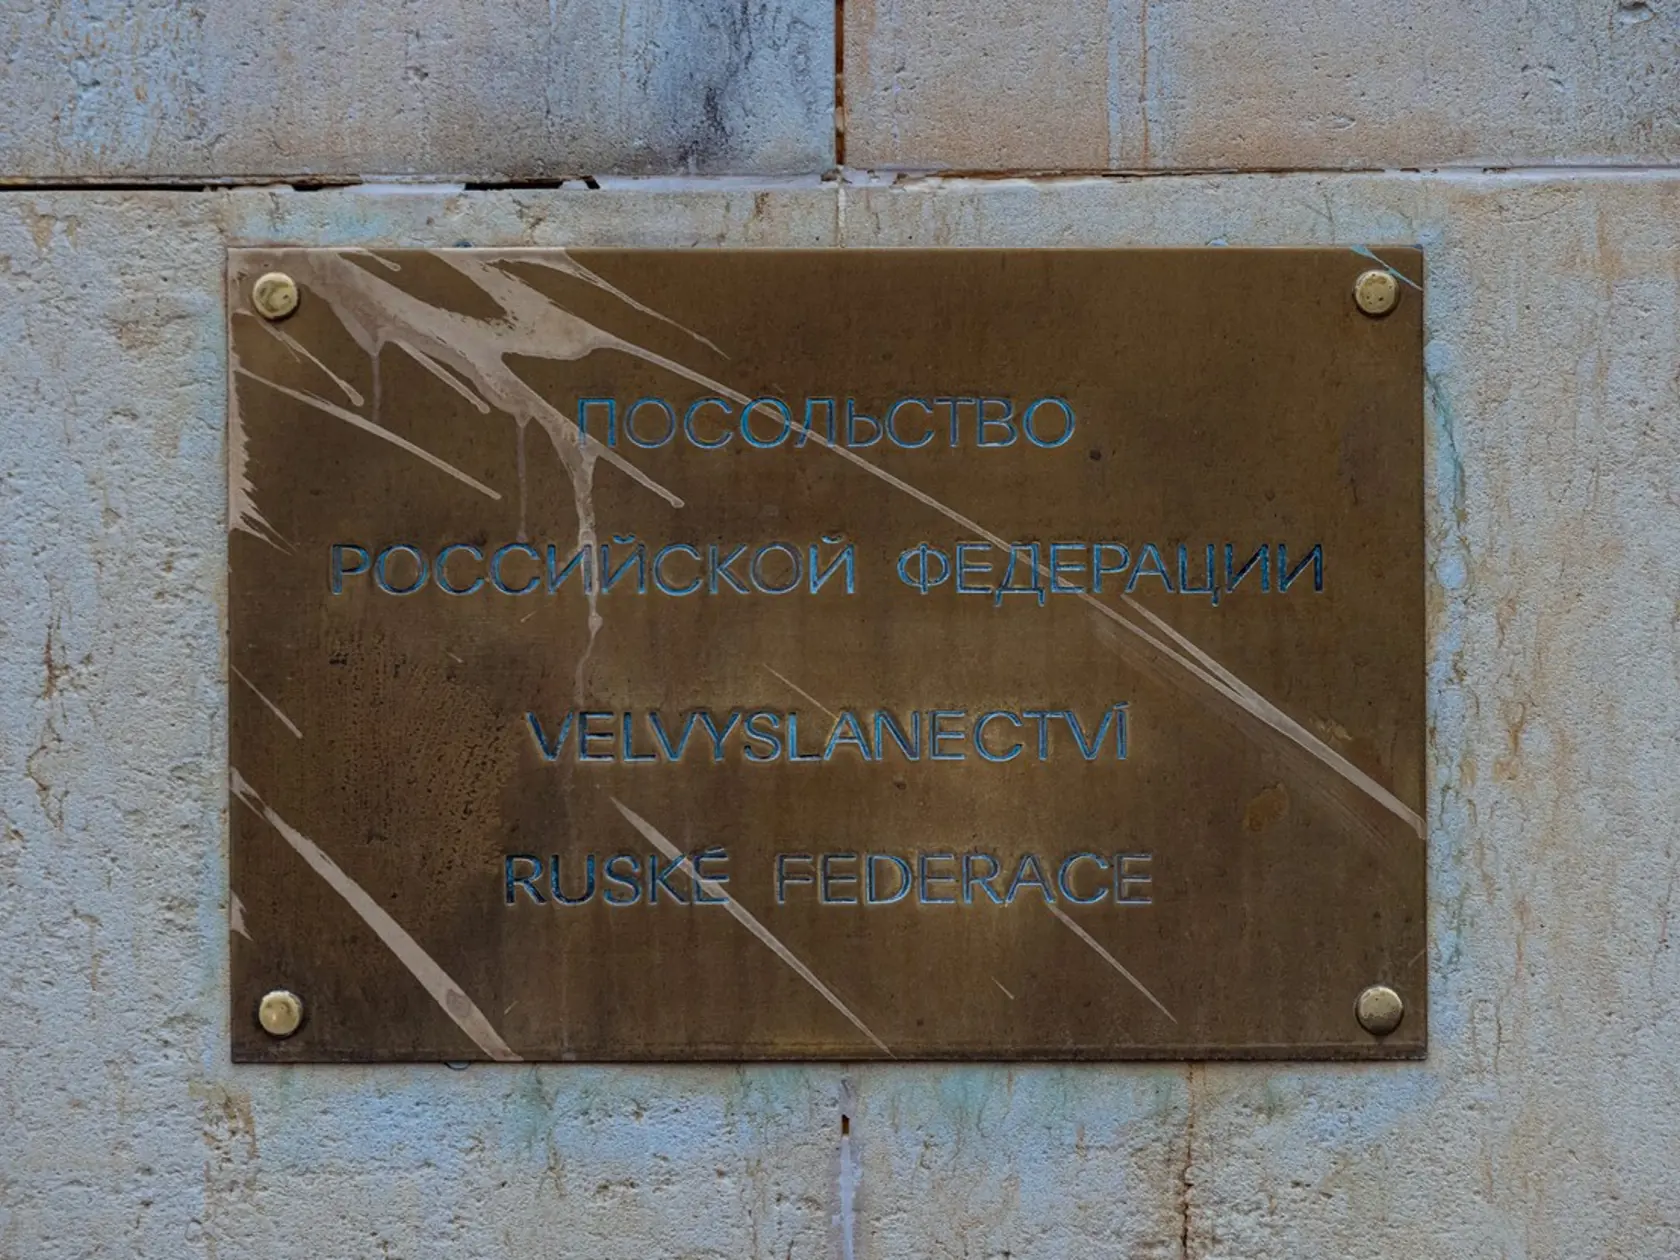 ПОСОЛЬСТВО
РОССИЙСКОЙ ФЕДЕРАЦИИ
VELVYSLANECTVÍ
RUSKÉ FEDERACE